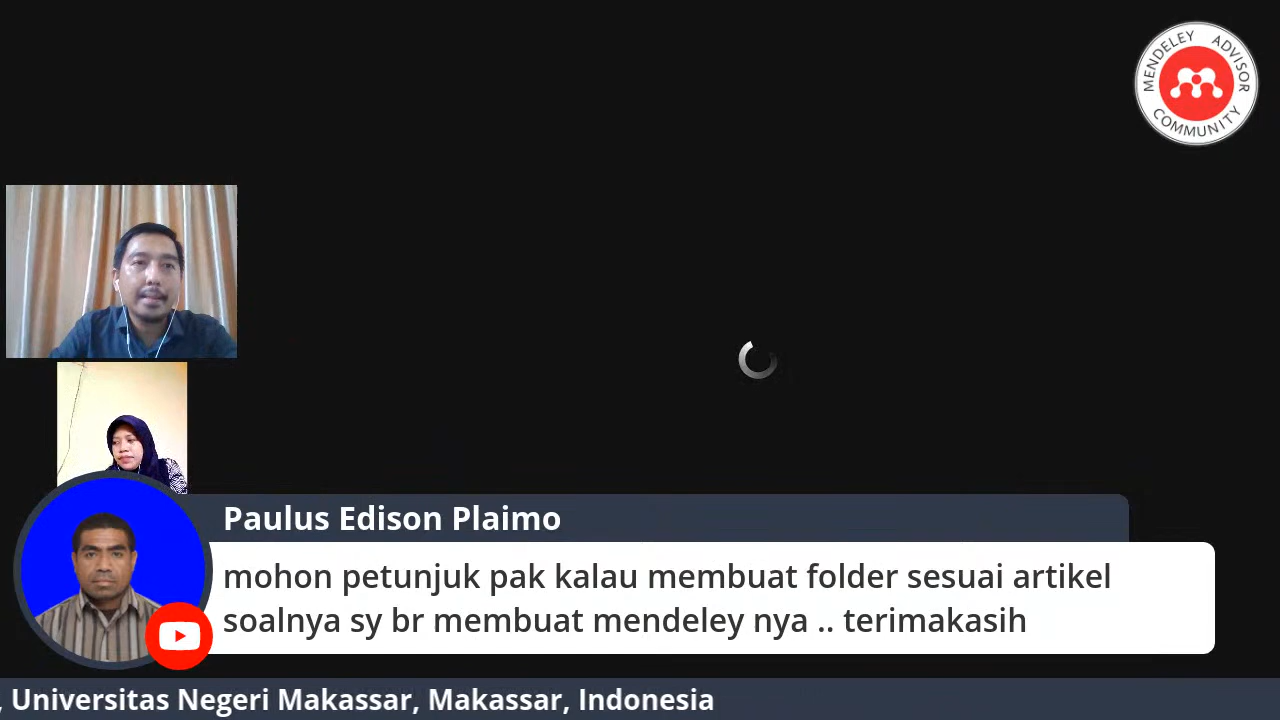 MENDELEY ADVISOR
COMMUNITY
Paulus Edison Plaimo
mohon petunjuk pak kalau membuat folder sesuai artikel
soalnya sy br membuat mendeley nya .. terimakasih
, Universitas Negeri Makassar, Makassar, Indonesia